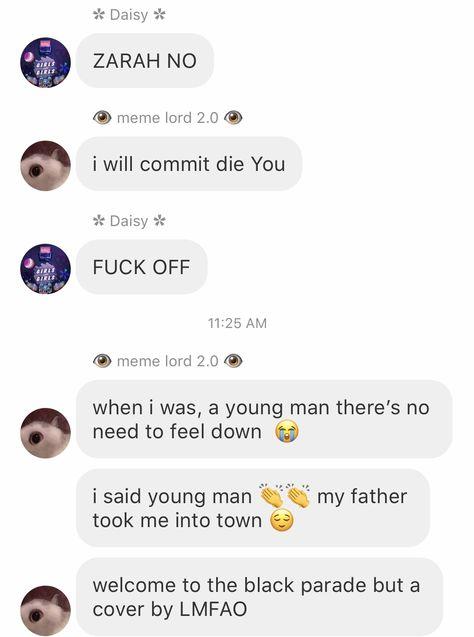 ✲ Daisy ✲
ZARAH NO
👁 meme lord 2.0 👁
i will commit die You
✲ Daisy ✲
FUCK OFF
11:25 AM
👁 meme lord 2.0 👁
when i was, a young man there's no
need to feel down 😭
i said young man 👏👏 my father
took me into town 😌
welcome to the black parade but a
cover by LMFAO